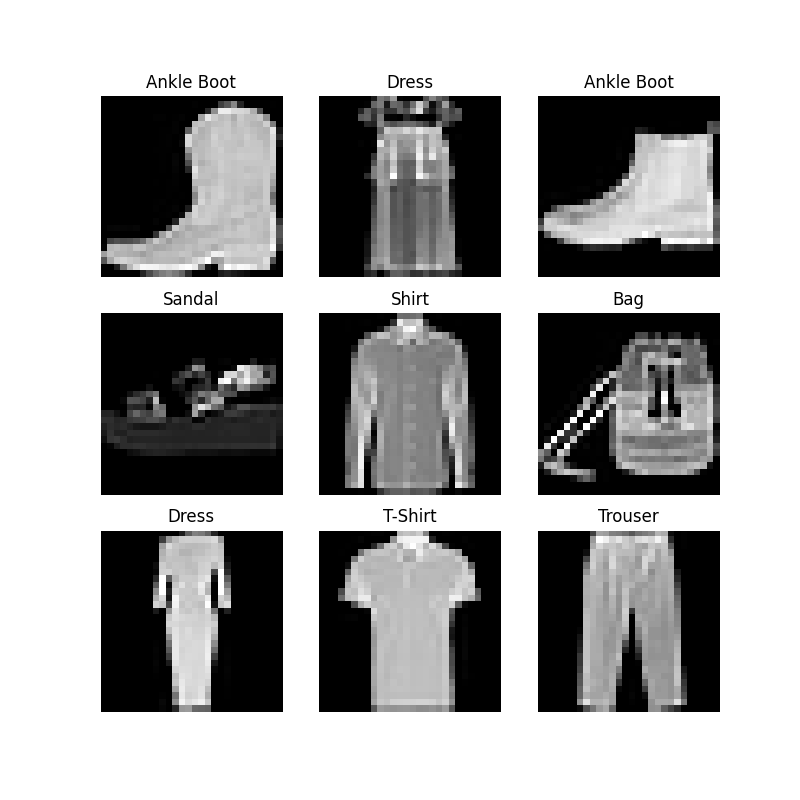 Ankle Boot
Dress
Ankle Boot
Sandal
Shirt
Bag
Dress
T-Shirt
Trouser